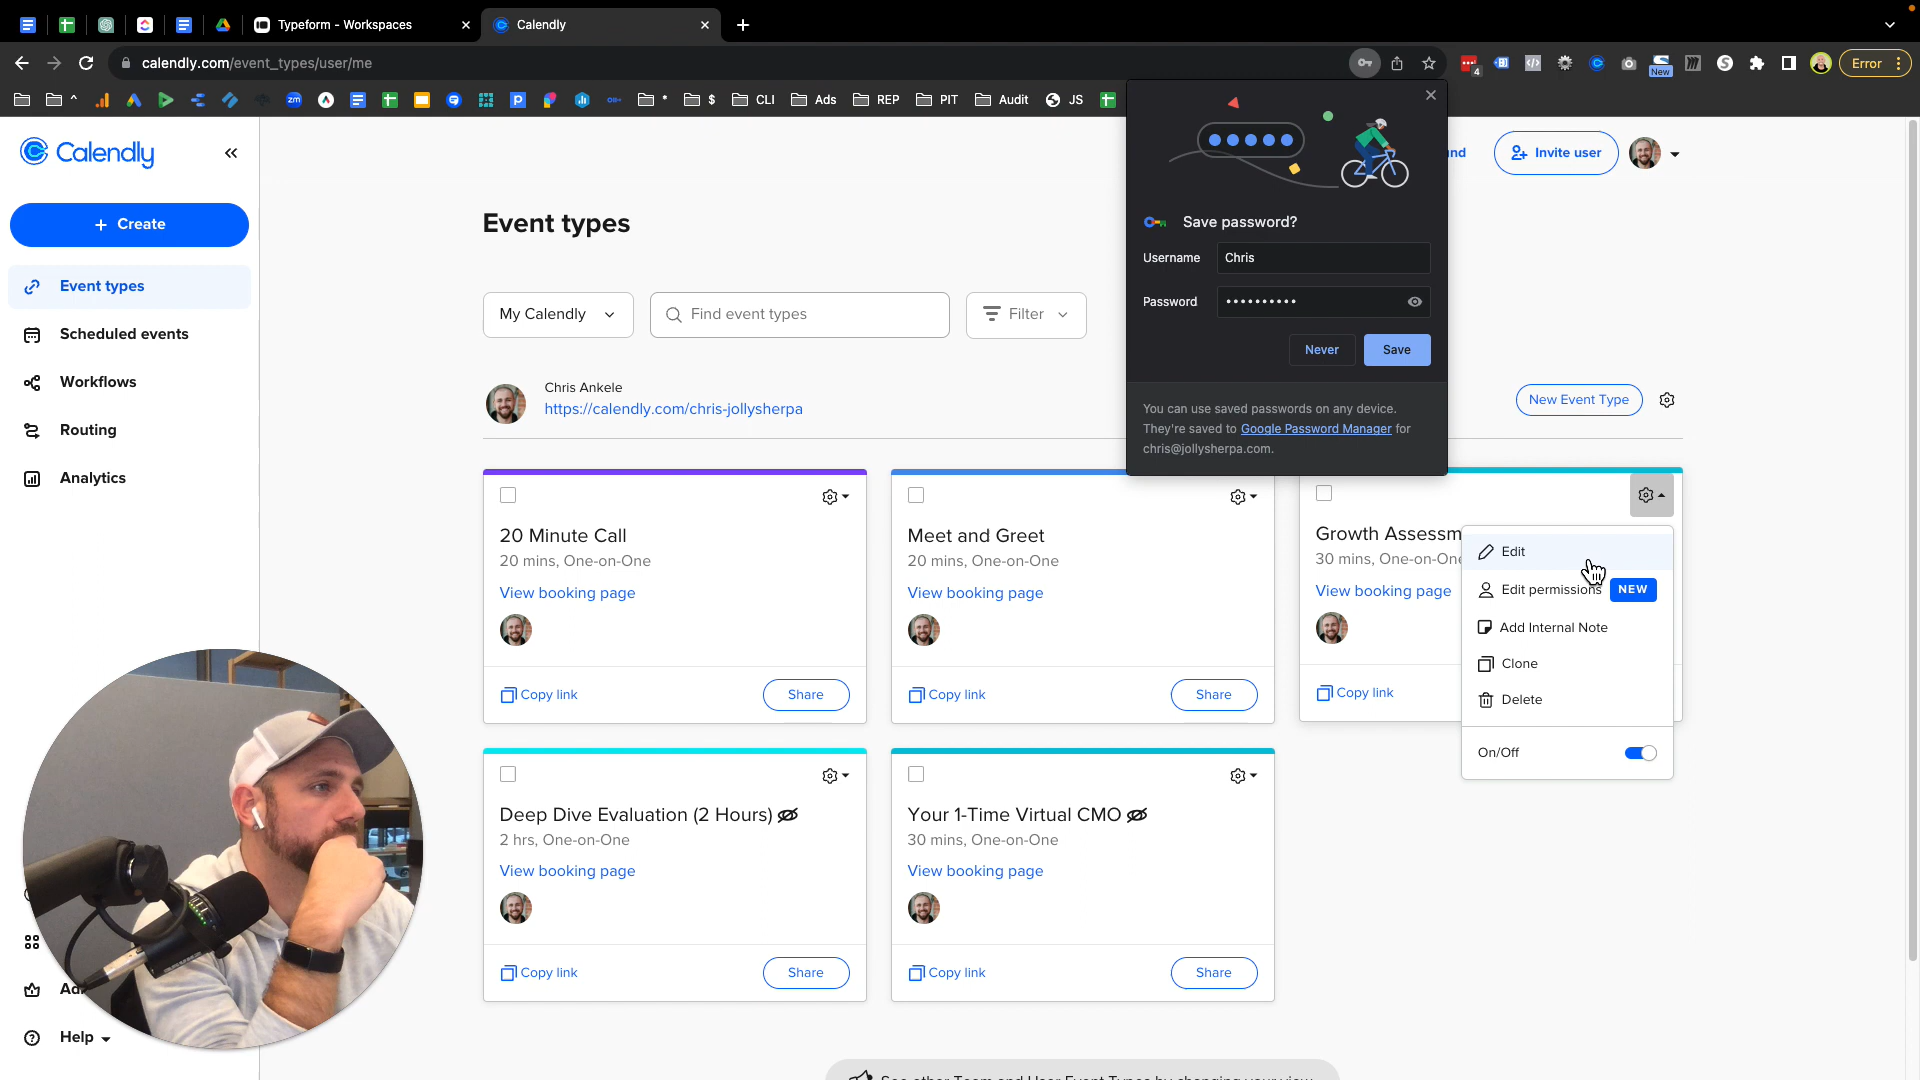 Typeform - Workspaces
Calendly
calendly.com/event_types/user/me
4
New
Error
^
zm
*
$
CLI
Ads
REP
PIT
Audit
JS
Calendly
Create
Event types
Scheduled events
Workflows
Routing
Analytics
Help
nd
Invite user
Event types
My Calendly
Find event types
Filter
Chris Ankele
https://calendly.com/chris-jollysherpa
New Event Type
Save password?
Username
Chris
Password
Never
Save
You can use saved passwords on any device.
They're saved to Google Password Manager for
chris@jollysherpa.com.
20 Minute Call
20 mins, One-on-One
View booking page
Copy link
Share
Meet and Greet
20 mins, One-on-One
View booking page
Copy link
Share
Growth Assessm
30 mins, One-on-One
View booking page
Copy link
Edit
Edit permissions
NEW
Add Internal Note
Clone
Delete
On/Off
Deep Dive Evaluation (2 Hours)
2 hrs, One-on-One
View booking page
Copy link
Share
Your 1-Time Virtual CMO
30 mins, One-on-One
View booking page
Copy link
Share